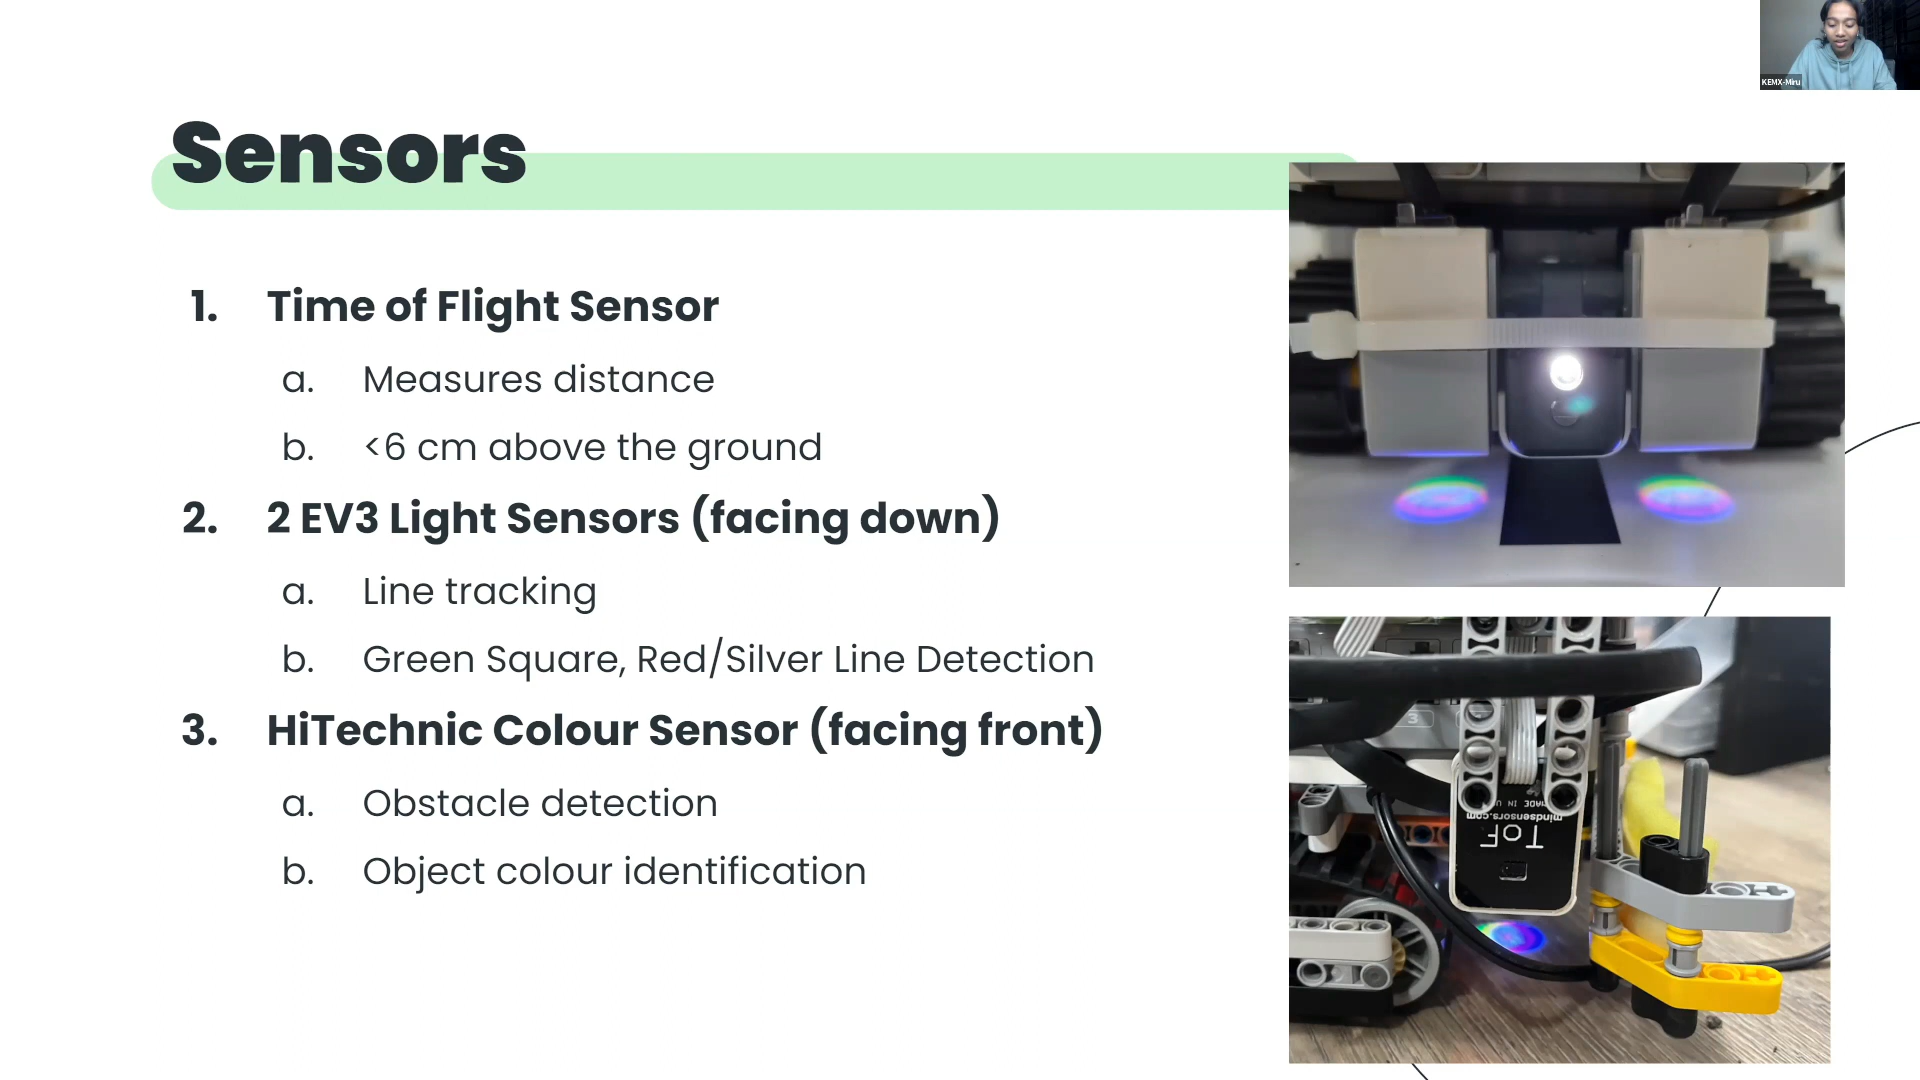 KEMX-Miru
Sensors
1. Time of Flight Sensor
a. Measures distance
b. <6 cm above the ground
2. 2 EV3 Light Sensors (facing down)
a. Line tracking
b. Green Square, Red/Silver Line Detection
3. HiTechnic Colour Sensor (facing front)
a. Obstacle detection
b. Object colour identification
3
mindsensors.com
ToF